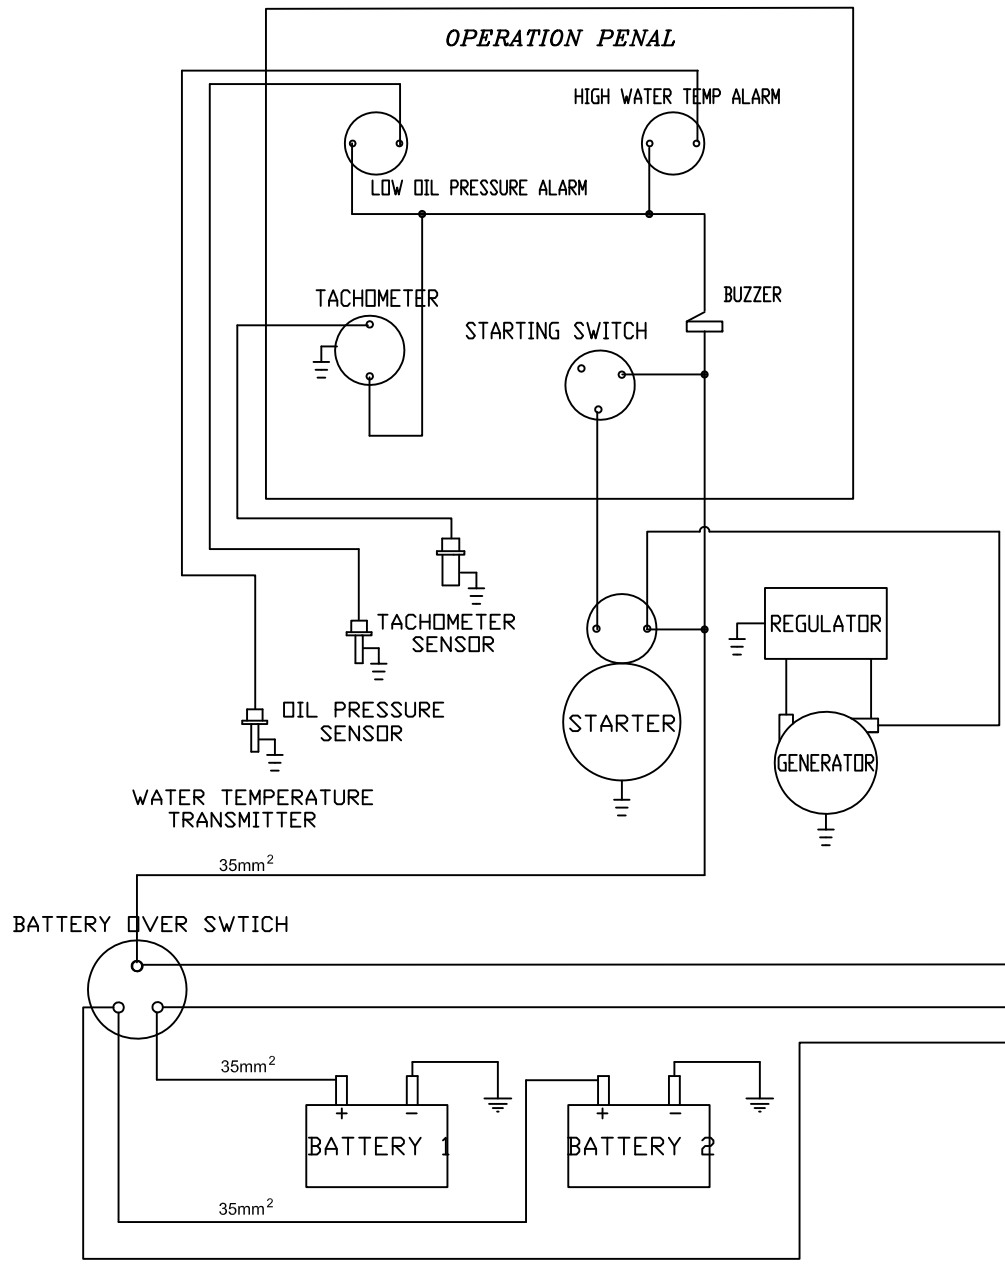 OPERATION PENAL
HIGH WATER TEMP ALARM
LOW OIL PRESSURE ALARM
TACHOMETER
BUZZER
STARTING SWITCH
TACHOMETER
SENSOR
REGULATOR
OIL PRESSURE
SENSOR
STARTER
GENERATOR
WATER TEMPERATURE
TRANSMITTER
35mm²
BATTERY OVER SWTICH
35mm²
+ −
+ −
BATTERY 1
BATTERY 2
35mm²